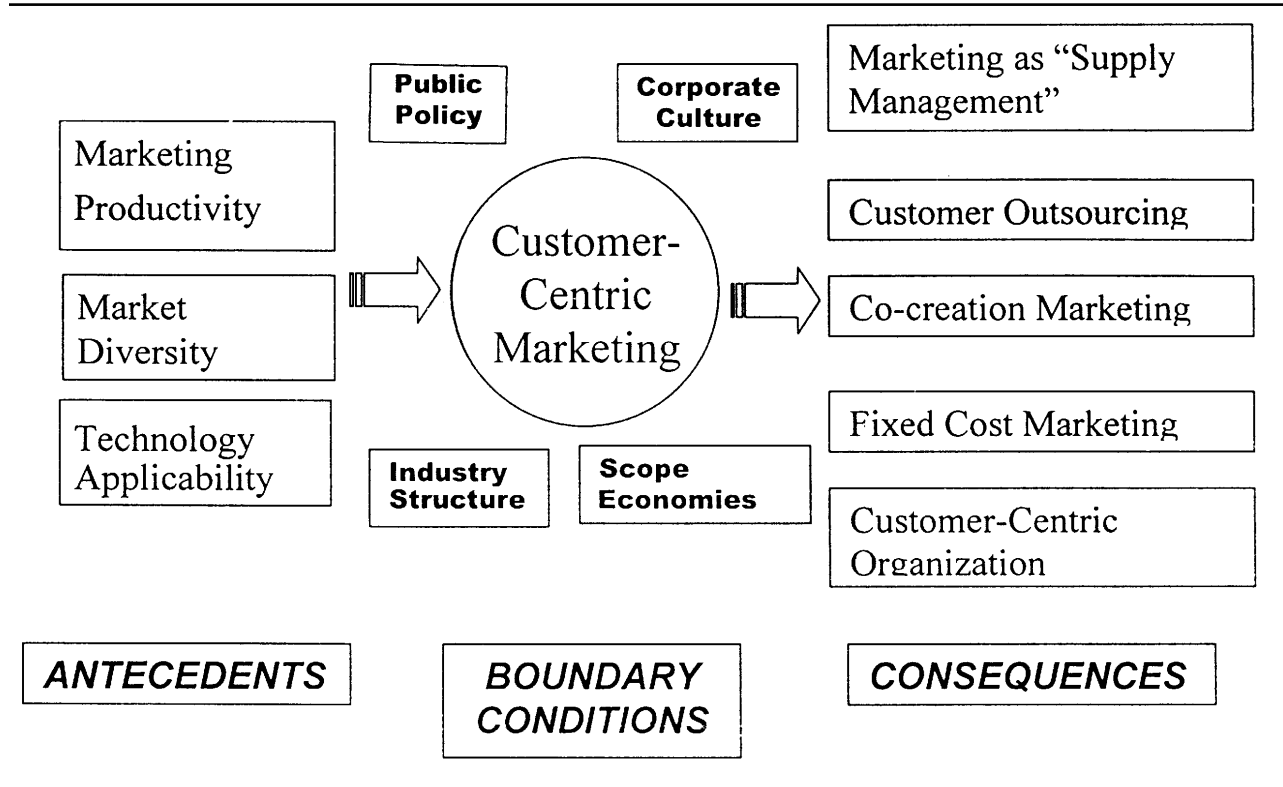 Marketing
Productivity
Market
Diversity
Technology
Applicability
Public
Policy
Corporate
Culture
Customer-
Centric
Marketing
Industry
Structure
Scope
Economies
Marketing as “Supply
Management”
Customer Outsourcing
Co-creation Marketing
Fixed Cost Marketing
Customer-Centric
Organization
ANTECEDENTS
BOUNDARY
CONDITIONS
CONSEQUENCES